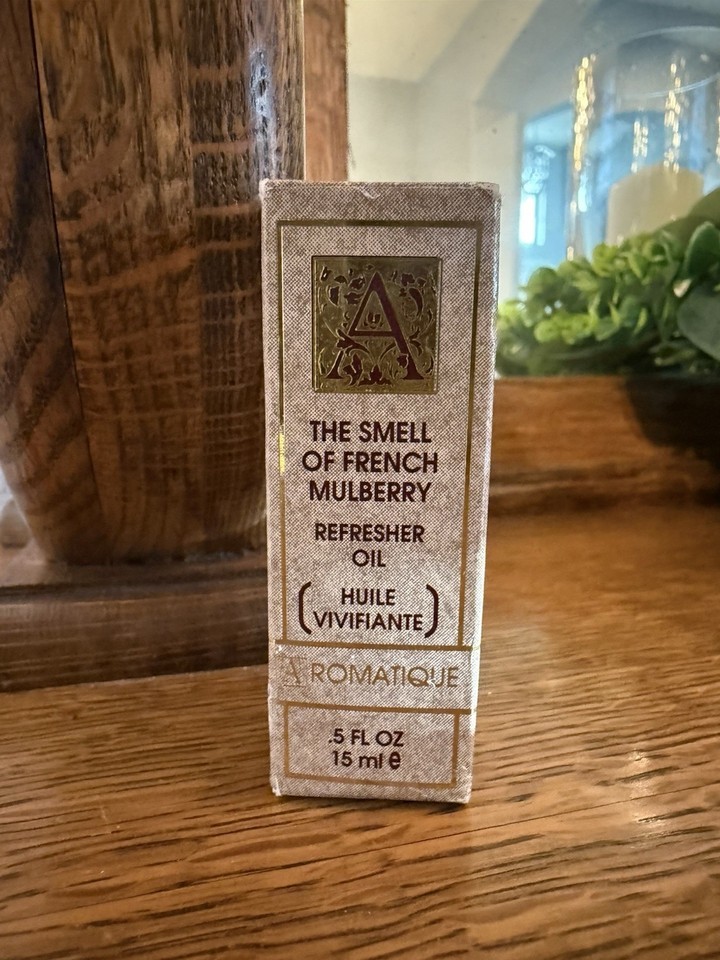 A
THE SMELL
OF FRENCH
MULBERRY
REFRESHER
OIL
(HUILE
VIVIFIANTE)
AROMATIQUE
.5 FL OZ
15 ml e